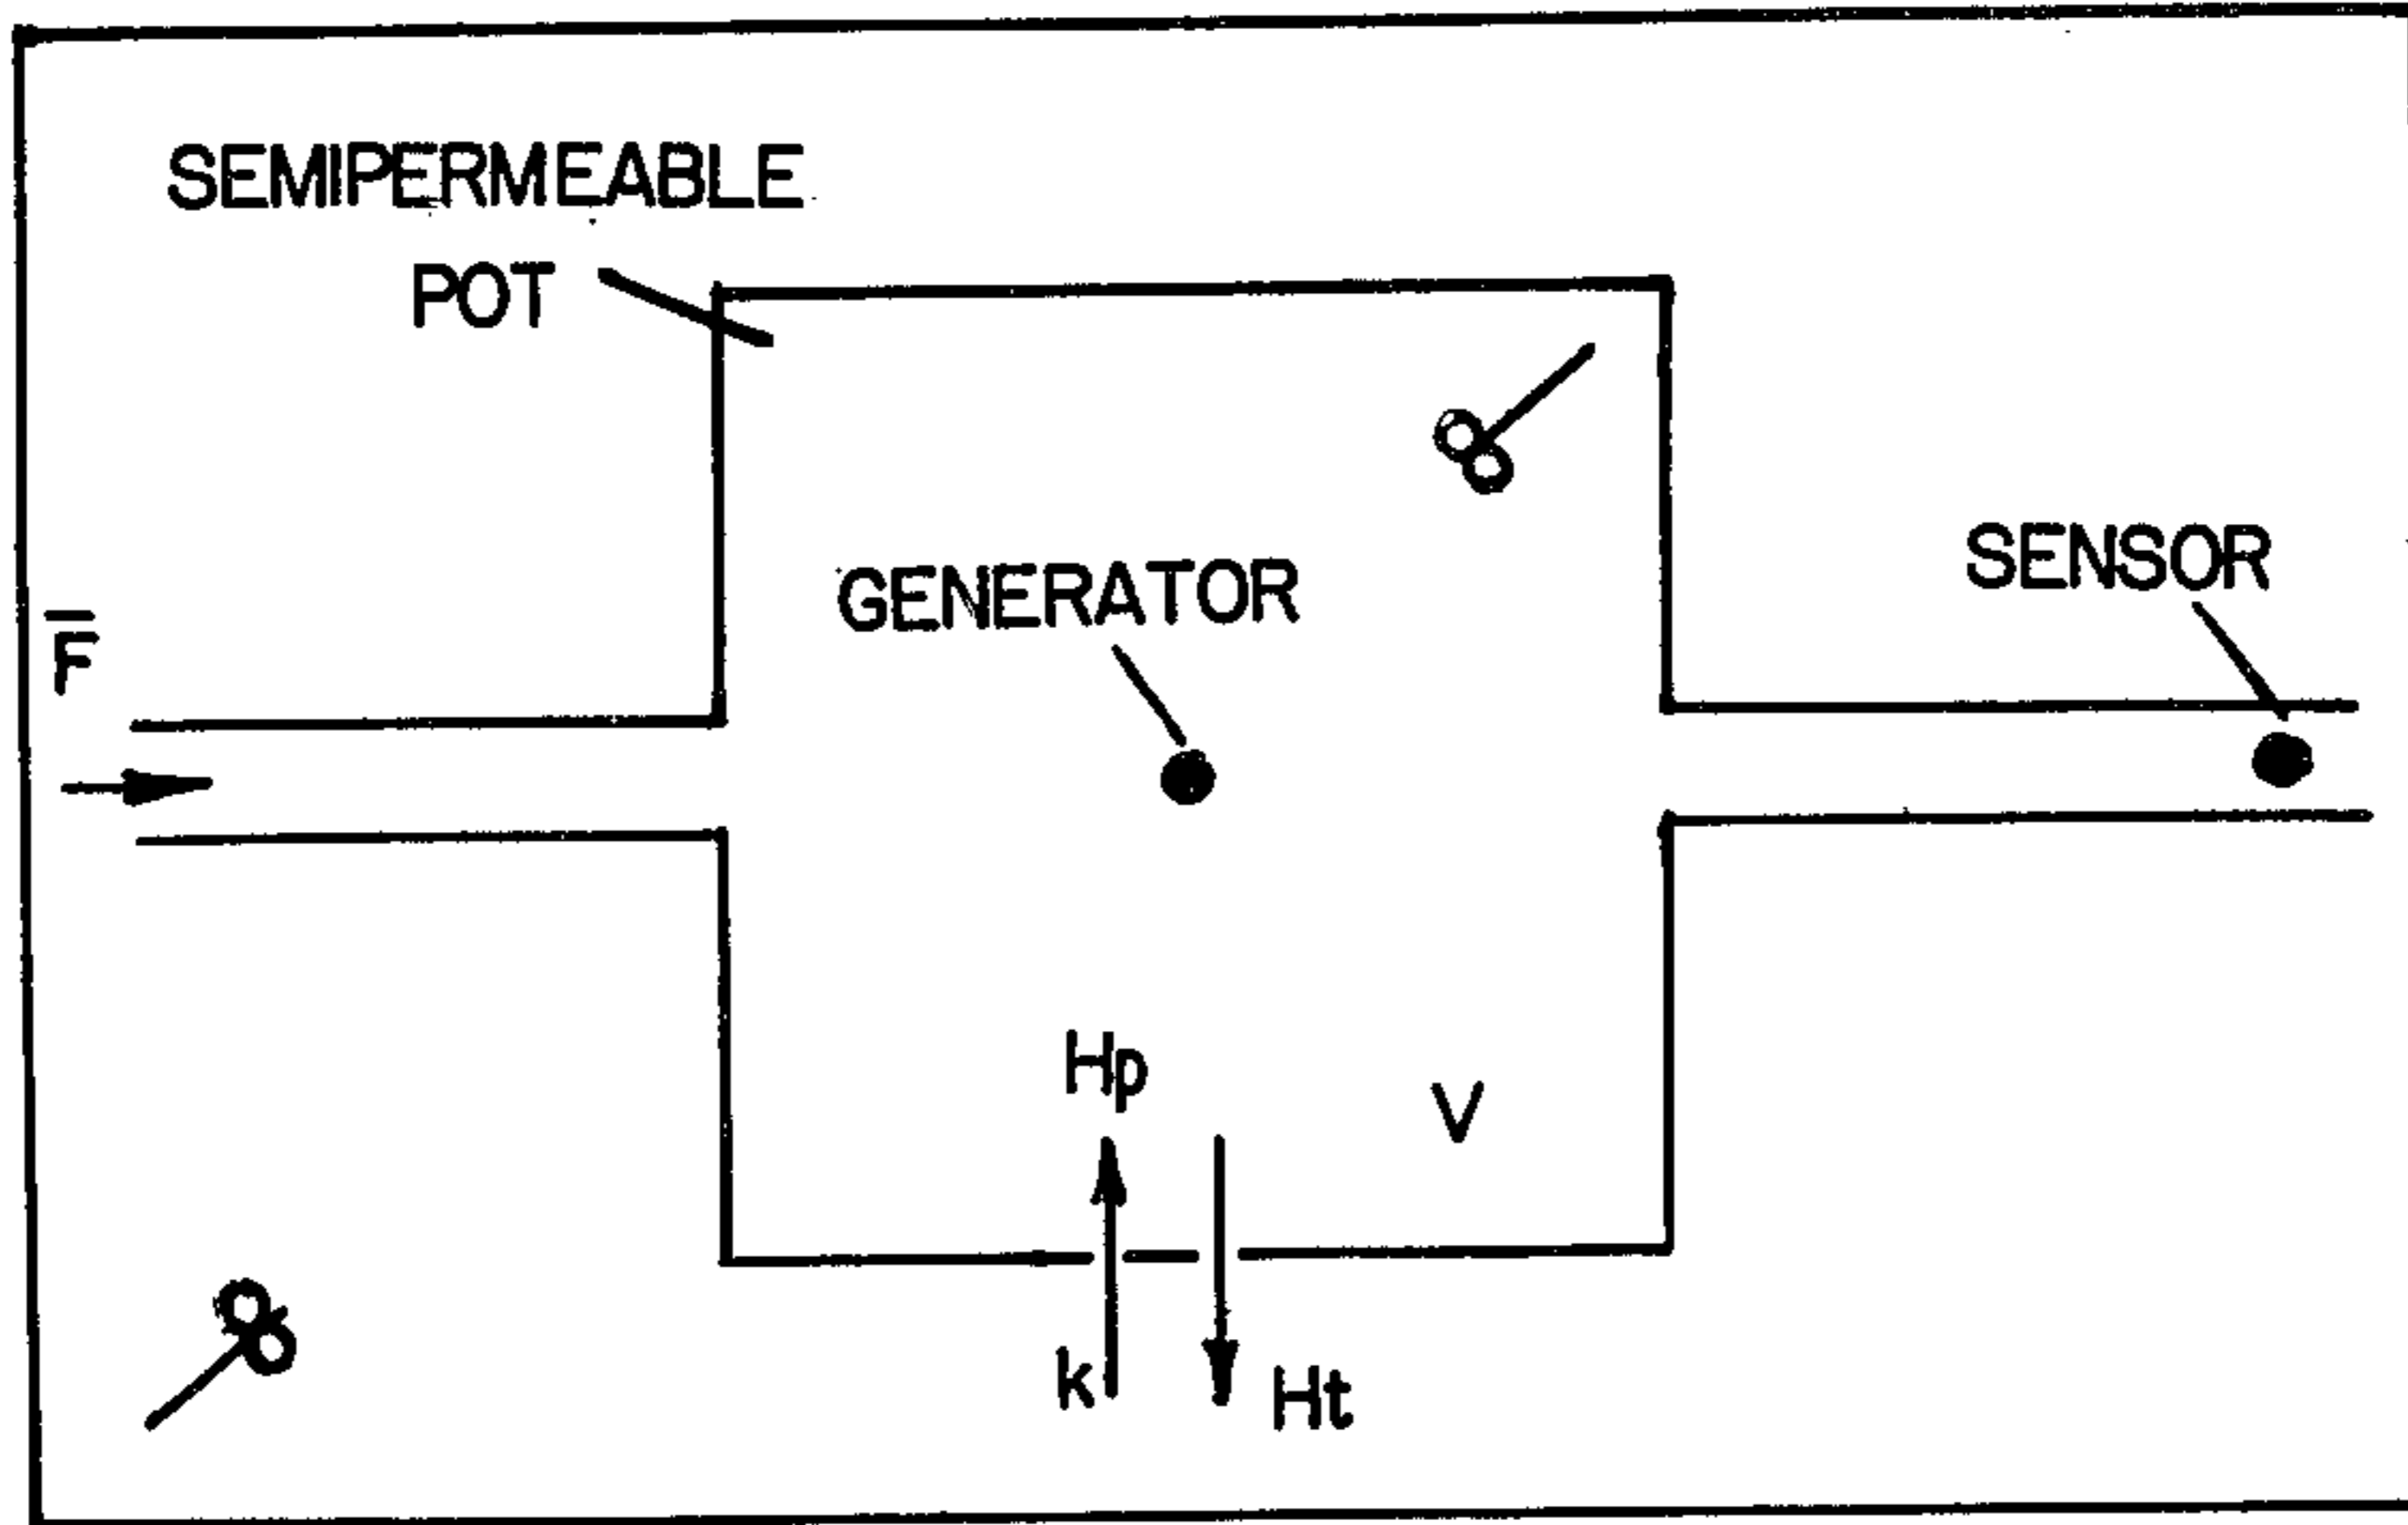 SEMIPERMEABLE
POT
GENERATOR
SENSOR
F̅
Hp
V
k
Ht